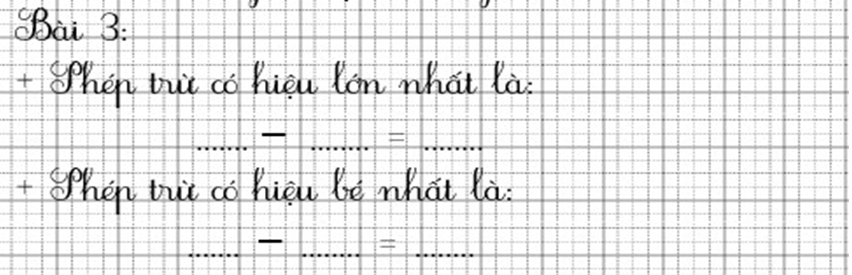 Bài 3:
+ Phép trừ có hiệu lớn nhất là:
....... − ........ = ........
+ Phép trừ có hiệu bé nhất là:
....... − ........ = ........